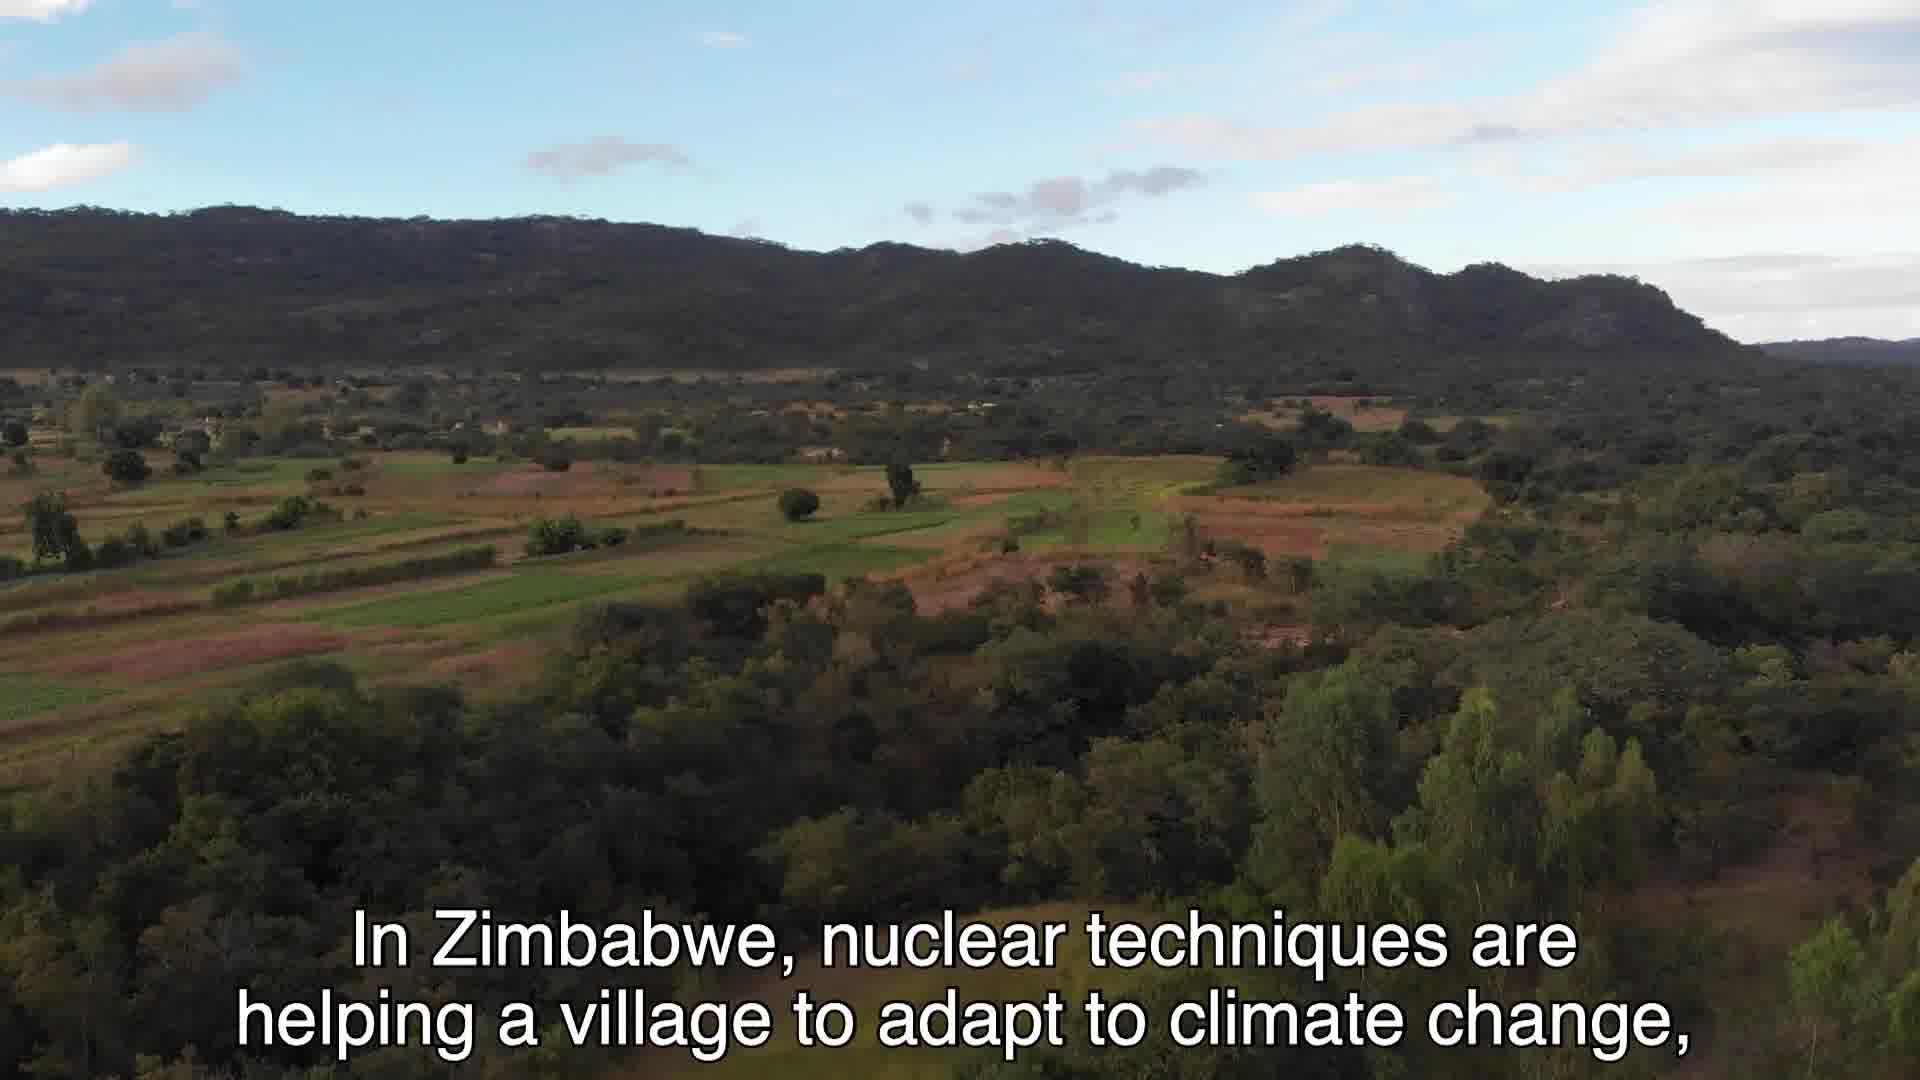 In Zimbabwe, nuclear techniques are
helping a village to adapt to climate change,